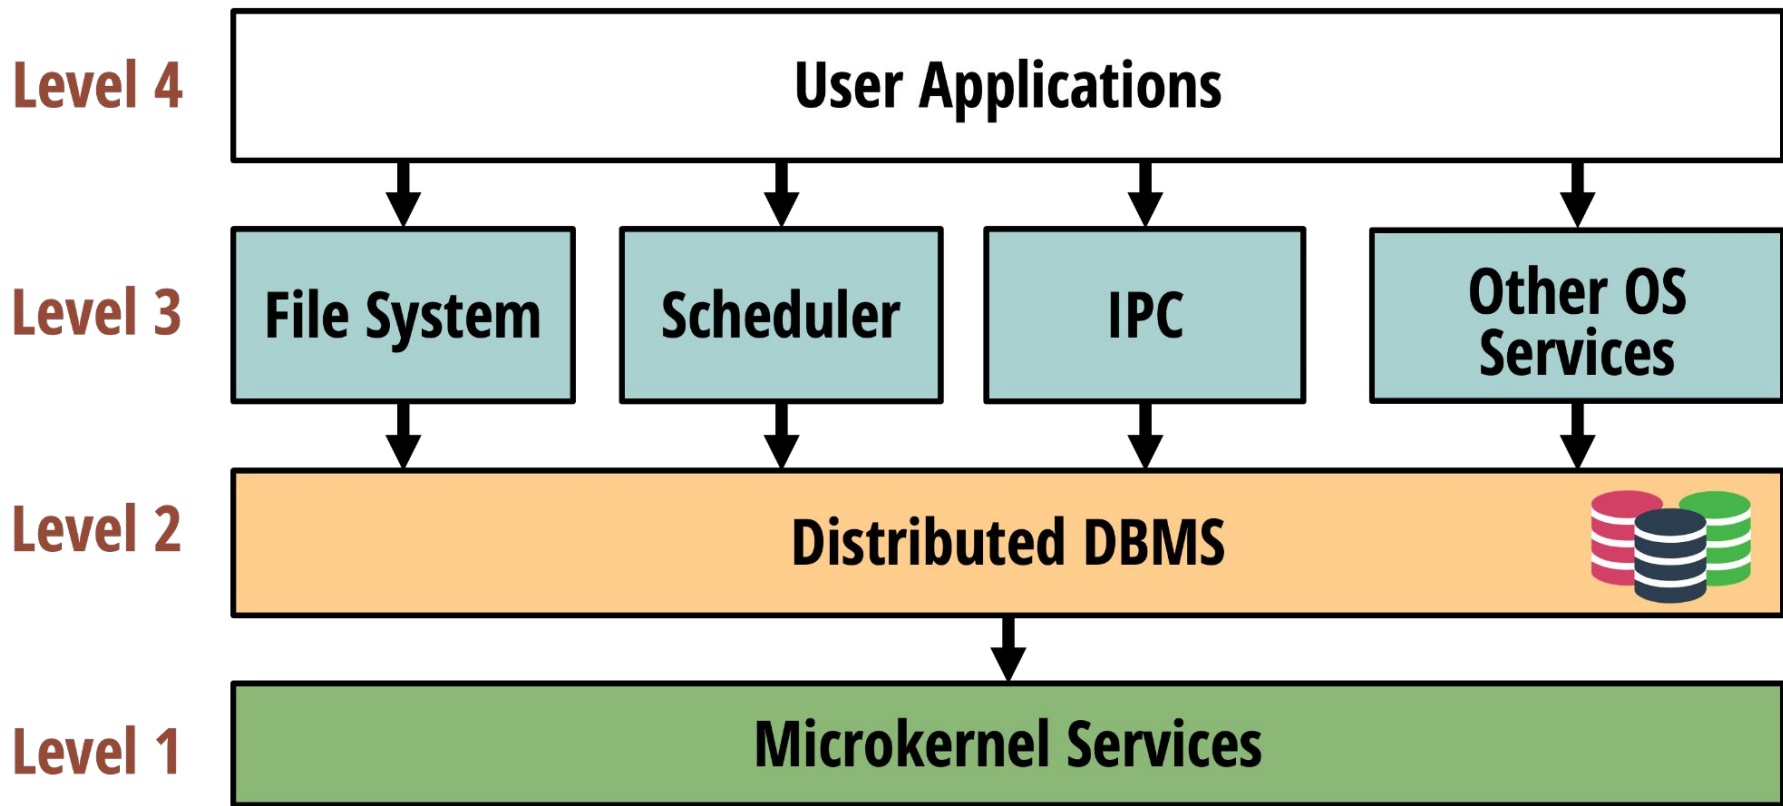 Level 4
User Applications
Level 3
File System
Scheduler
IPC
Other OS
Services
Level 2
Distributed DBMS
Level 1
Microkernel Services